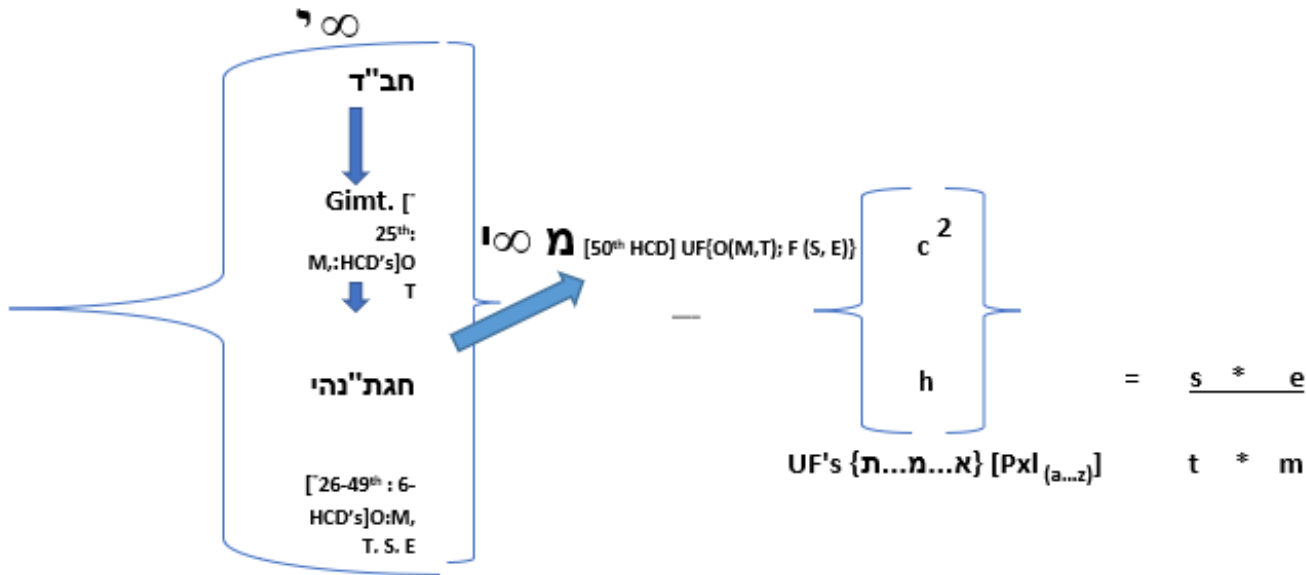 ∞ י
חב"ד
Gimt. [˜
25th:
M,:HCD's]O
T
חגת"נהי
[˜26-49th : 6-
HCD's]O:M,
T. S. E
מ ∞י [50th HCD] UF{O(M,T); F (S, E)}
—-
c 2
h
= s * e
UF's {א...מ...ת} [Pxl (a...z)] t * m